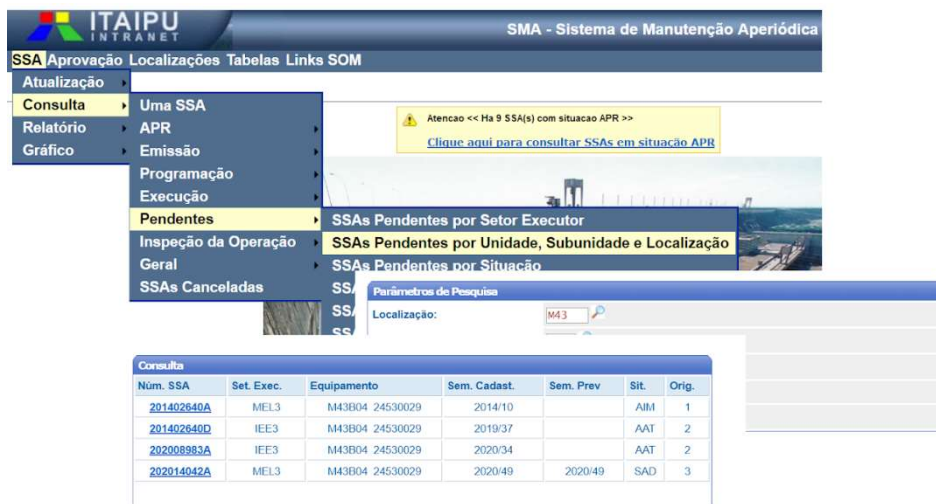 ITAIPU
INTRANET
SMA - Sistema de Manutenção Aperiódica
SSA Aprovação Localizações Tabelas Links SOM
Atualização
Consulta
Relatório
Gráfico
Uma SSA
APR
Emissão
Programação
Execução
Pendentes
Inspeção da Operação
Geral
SSAs Canceladas
Atencao << Ha 9 SSA(s) com situacao APR >>
Clique aqui para consultar SSAs em situacão APR
SSAs Pendentes por Setor Executor
SSAs Pendentes por Unidade, Subunidade e Localização
SSAs Pendentes por Situação
Parâmetros de Pesquisa
Localização: M43
Consulta
Núm. SSA Set. Exec. Equipamento Sem. Cadast. Sem. Prev Sit. Orig.
201402640A MEL3 M43B04 24530029 2014/10 AIM 1
201402640D IEE3 M43B04 24530029 2019/37 AAT 2
202008983A IEE3 M43B04 24530029 2020/34 AAT 2
202014042A MEL3 M43B04 24530029 2020/49 2020/49 SAD 3